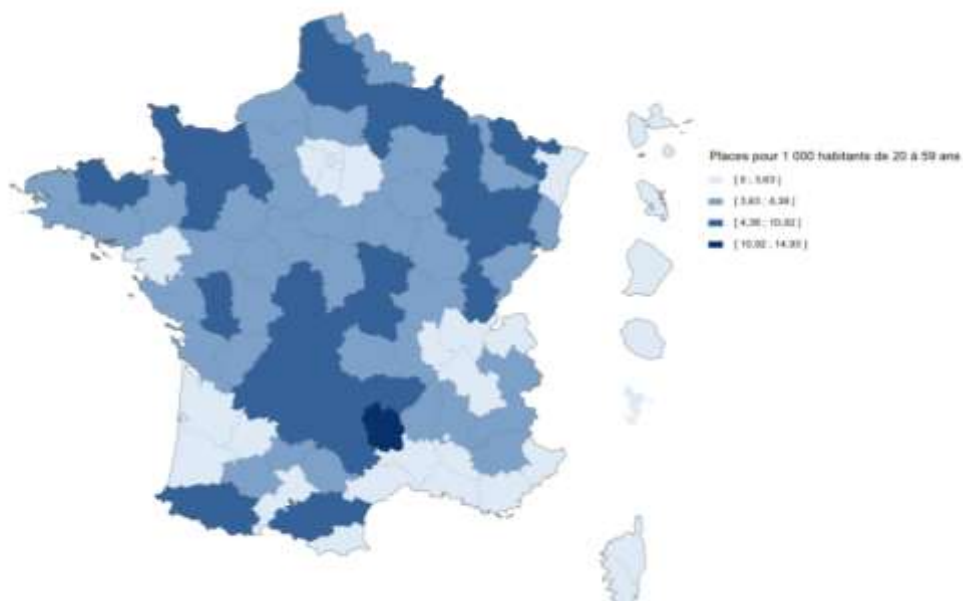 Places pour 1 000 habitants de 20 à 59 ans
[ 0 ; 3,63 ]
[ 3,63 ; 4,38 ]
[ 4,38 ; 10,92 ]
[ 10,92 ; 14,93 ]